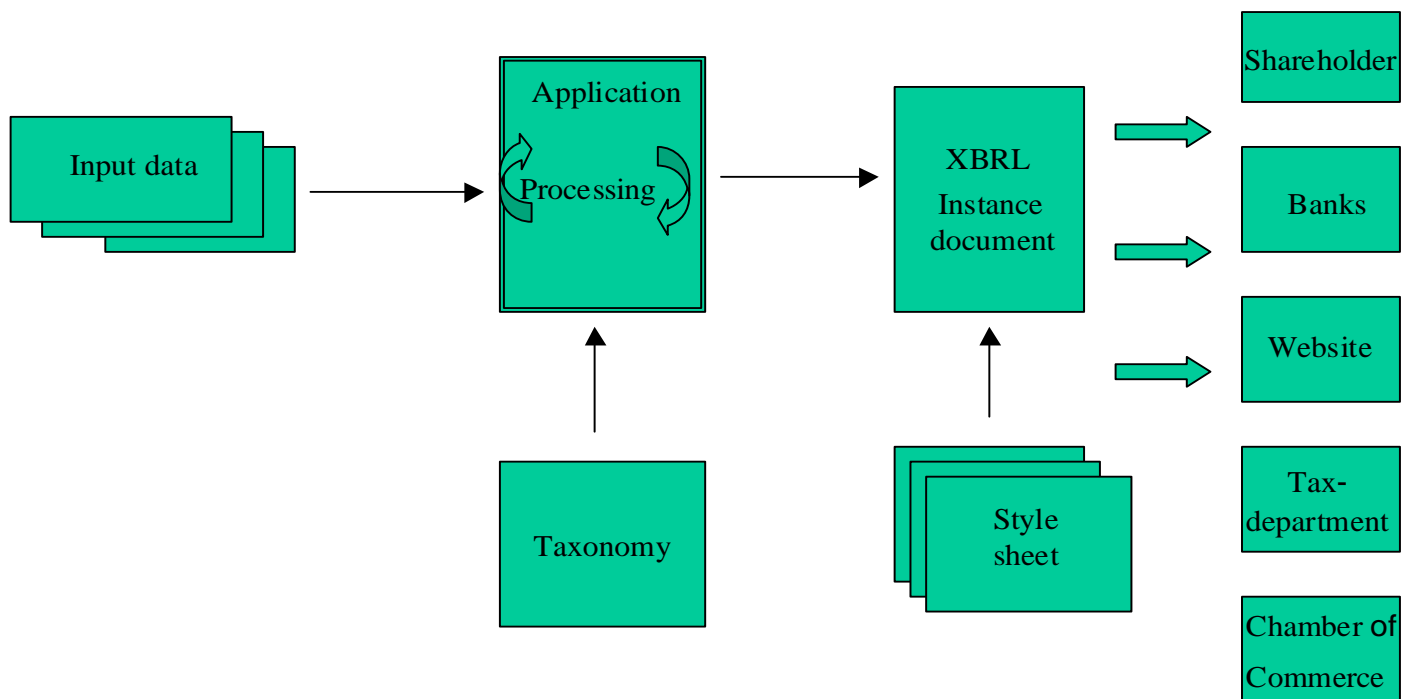 Input data
Application
Processing
Taxonomy
XBRL
Instance
document
Style
sheet
Shareholder
Banks
Website
Tax-
department
Chamber of
Commerce